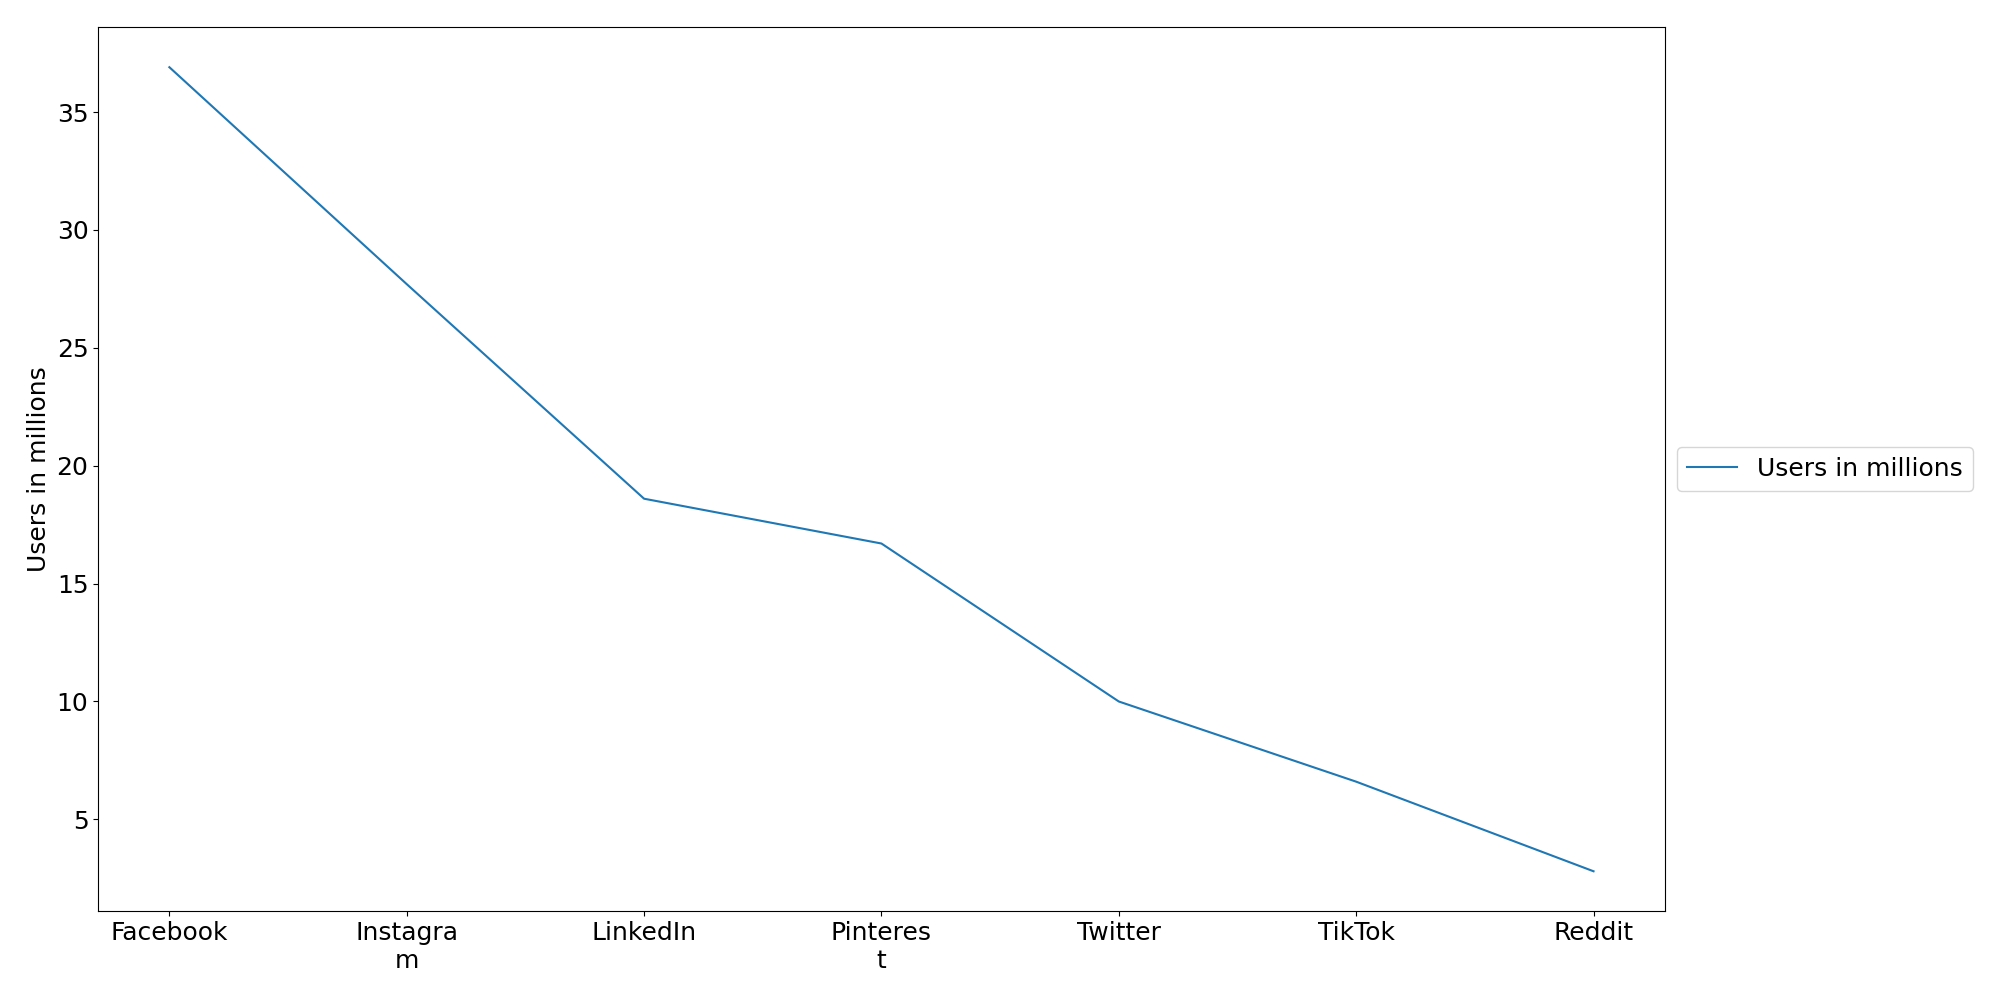 Users in millions
35
30
25
20
15
10
5
Facebook
Instagra
m
LinkedIn
Pinteres
t
Twitter
TikTok
Reddit
Users in millions